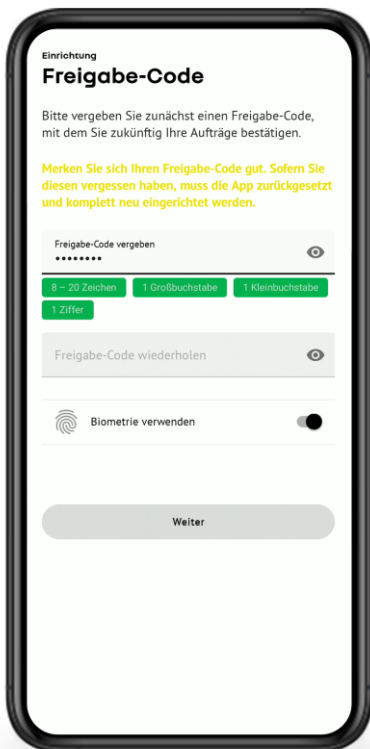 Einrichtung
Freigabe-Code
Bitte vergeben Sie zunächst einen Freigabe-Code,
mit dem Sie zukünftig Ihre Aufträge bestätigen.
Merken Sie sich Ihren Freigabe-Code gut. Sofern Sie
diesen vergessen haben, muss die App zurückgesetzt
und komplett neu eingerichtet werden.
Freigabe-Code vergeben
••••••••
8 – 20 Zeichen 1 Großbuchstabe 1 Kleinbuchstabe
1 Ziffer
Freigabe-Code wiederholen
Biometrie verwenden
Weiter